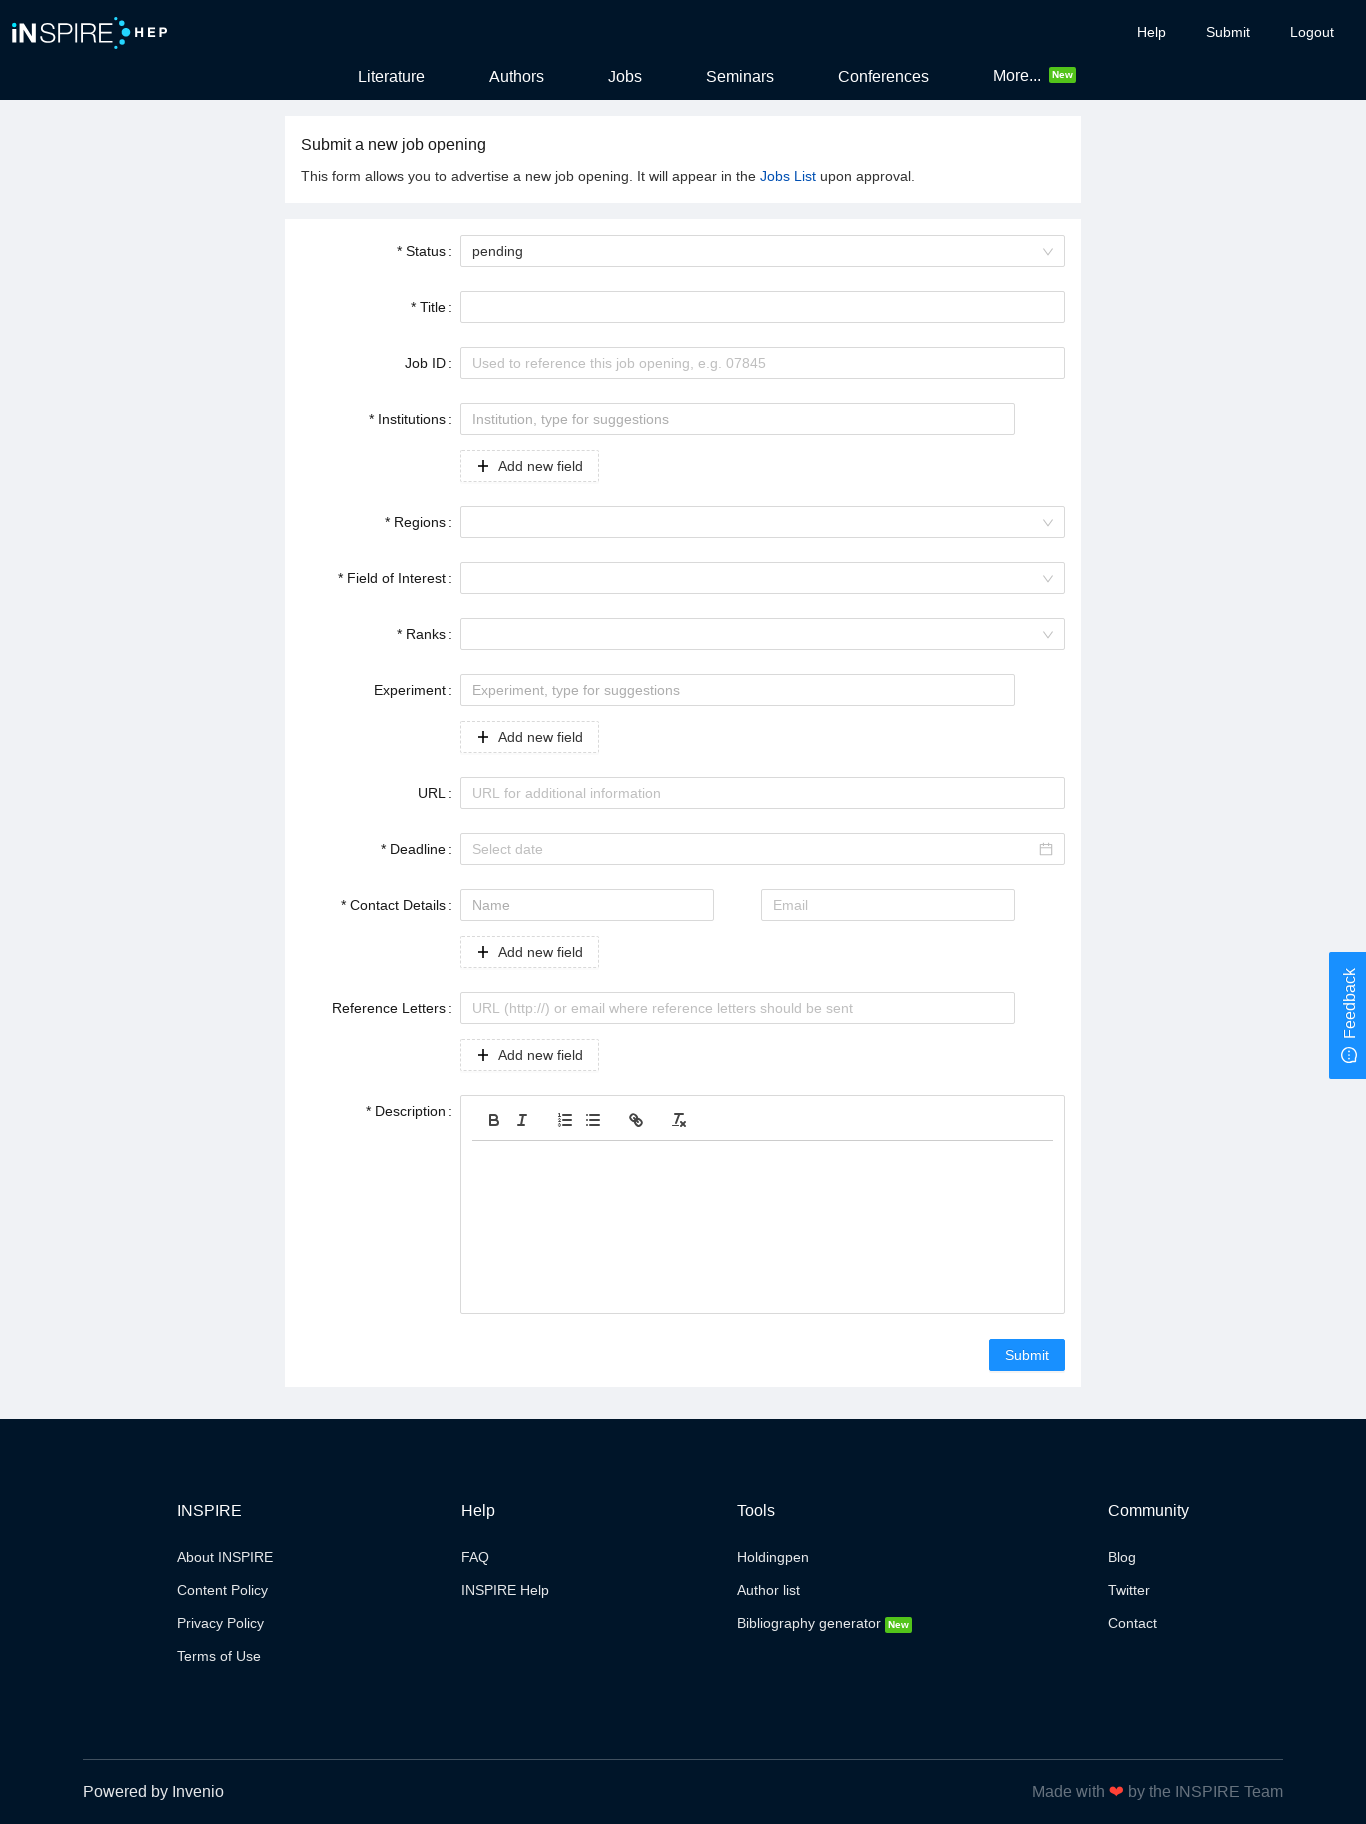 iNSPIRE HEP
Help Submit Logout
Literature Authors Jobs Seminars Conferences More... New
Submit a new job opening
This form allows you to advertise a new job opening. It will appear in the Jobs List upon approval.
* Status : pending
* Title :
Job ID : Used to reference this job opening, e.g. 07845
* Institutions : Institution, type for suggestions
Add new field
* Regions :
* Field of Interest :
* Ranks :
Experiment : Experiment, type for suggestions
Add new field
URL : URL for additional information
* Deadline : Select date
* Contact Details : Name Email
Add new field
Reference Letters : URL (http://) or email where reference letters should be sent
Add new field
Feedback
* Description :
Submit
INSPIRE Help Tools Community
About INSPIRE FAQ Holdingpen Blog
Content Policy INSPIRE Help Author list Twitter
Privacy Policy Bibliography generator New Contact
Terms of Use
Powered by Invenio Made with ❤ by the INSPIRE Team